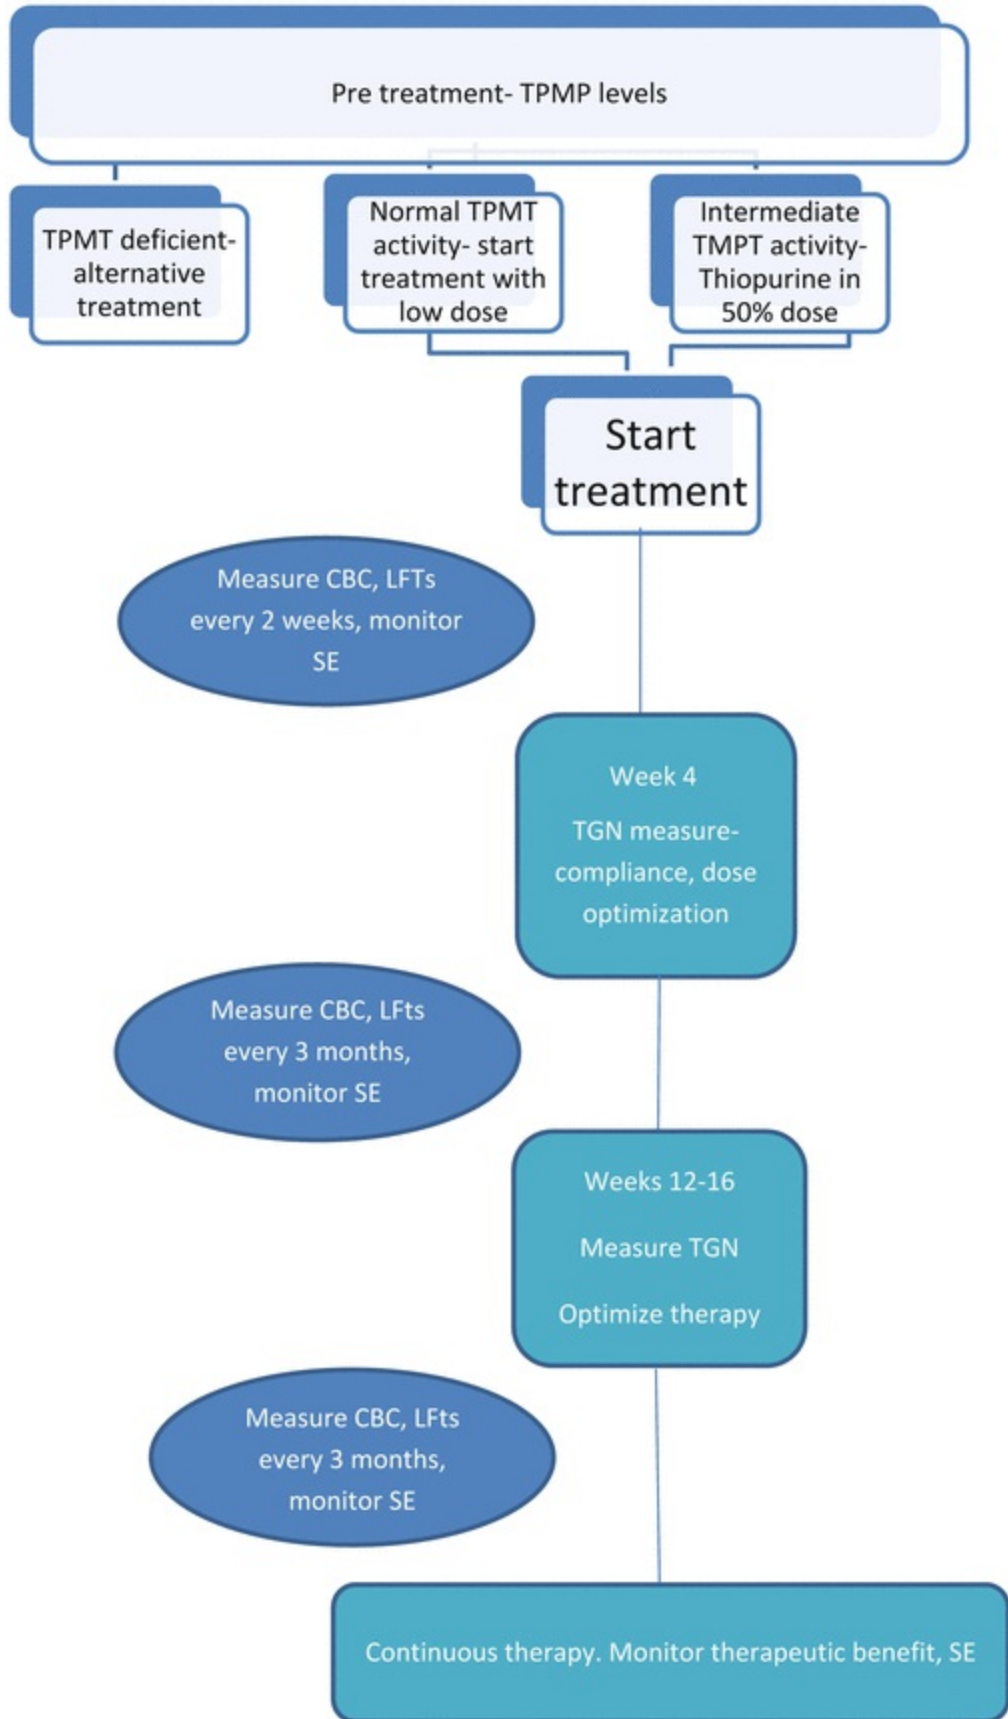 Pre treatment- TPMP levels
TPMT deficient-
alternative
treatment
Normal TPMT
activity- start
treatment with
low dose
Intermediate
TMPT activity-
Thiopurine in
50% dose
Start
treatment
Measure CBC, LFTs
every 2 weeks, monitor
SE
Week 4
TGN measure-
compliance, dose
optimization
Measure CBC, LFts
every 3 months,
monitor SE
Weeks 12-16
Measure TGN
Optimize therapy
Measure CBC, LFts
every 3 months,
monitor SE
Continuous therapy. Monitor therapeutic benefit, SE